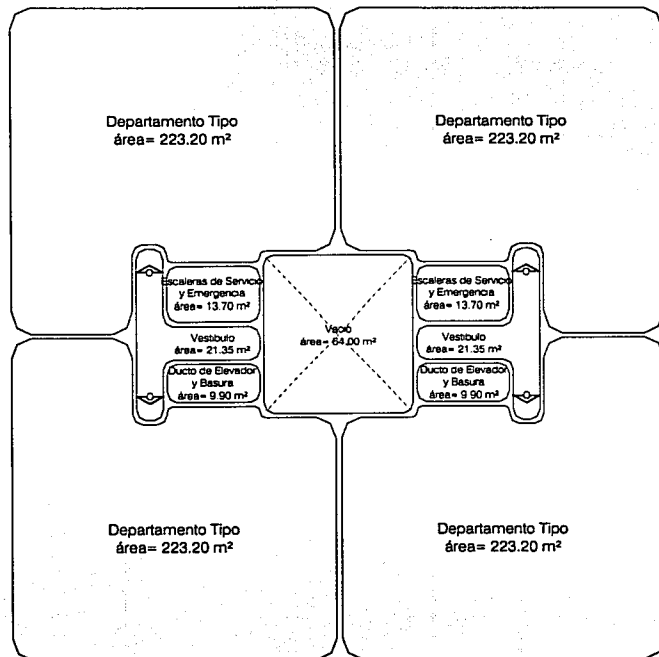 Departamento Tipo
área= 223.20 m²
Departamento Tipo
área= 223.20 m²
Escaleras de Servicio
y Emergencia
área= 13.70 m²
Vestíbulo
área= 21.35 m²
Ducto de Elevador
y Basura
área= 9.90 m²
Vació
área= 64.00 m²
Escaleras de Servicio
y Emergencia
área= 13.70 m²
Vestíbulo
área= 21.35 m²
Ducto de Elevador
y Basura
área= 9.90 m²
Departamento Tipo
área= 223.20 m²
Departamento Tipo
área= 223.20 m²